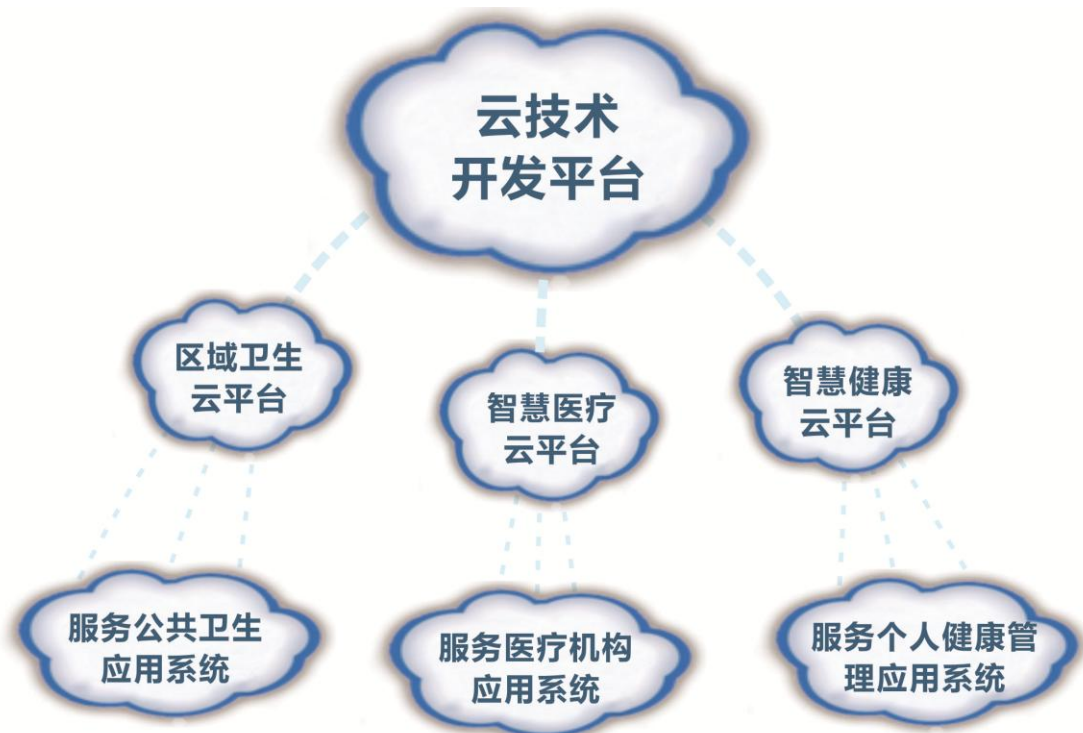 云技术
开发平台
区域卫生
云平台
智慧医疗
云平台
智慧健康
云平台
服务公共卫生
应用系统
服务医疗机构
应用系统
服务个人健康管
理应用系统